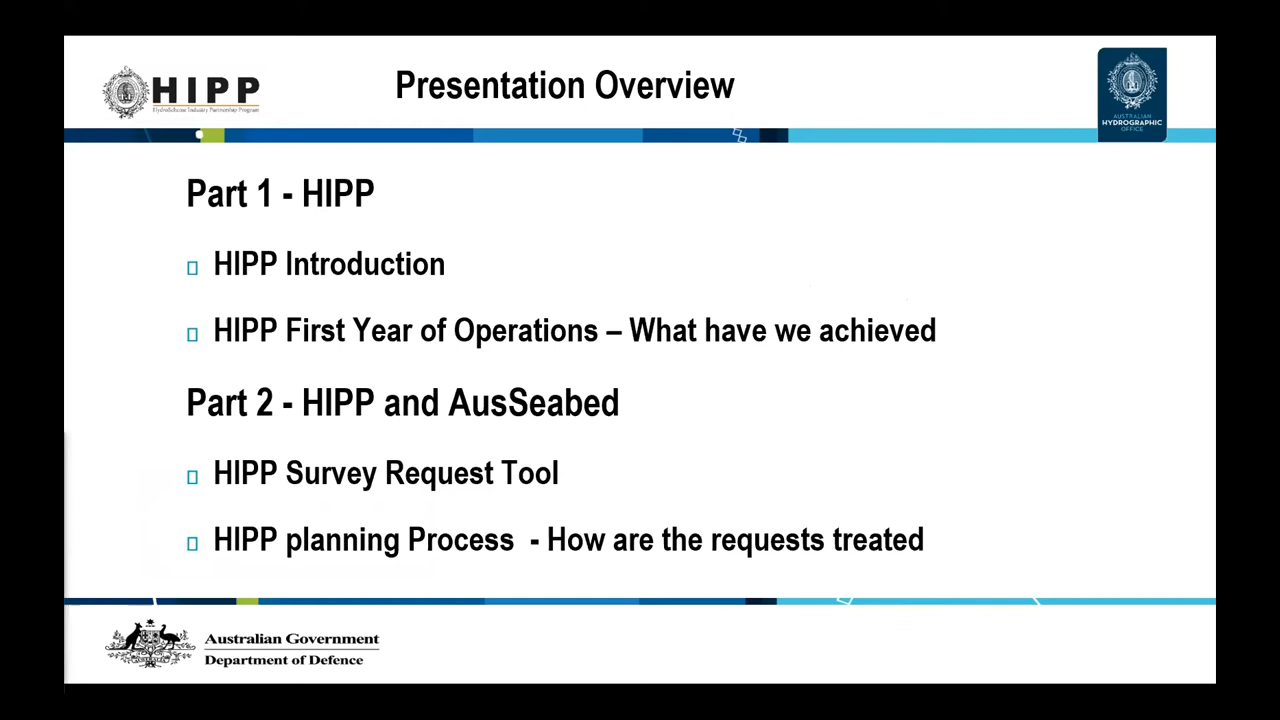 HIPP
HydroScheme Industry Partnership Program
Presentation Overview
AUSTRALIAN
HYDROGRAPHIC
OFFICE
Part 1 - HIPP
HIPP Introduction
HIPP First Year of Operations – What have we achieved
Part 2 - HIPP and AusSeabed
HIPP Survey Request Tool
HIPP planning Process - How are the requests treated
Australian Government
Department of Defence